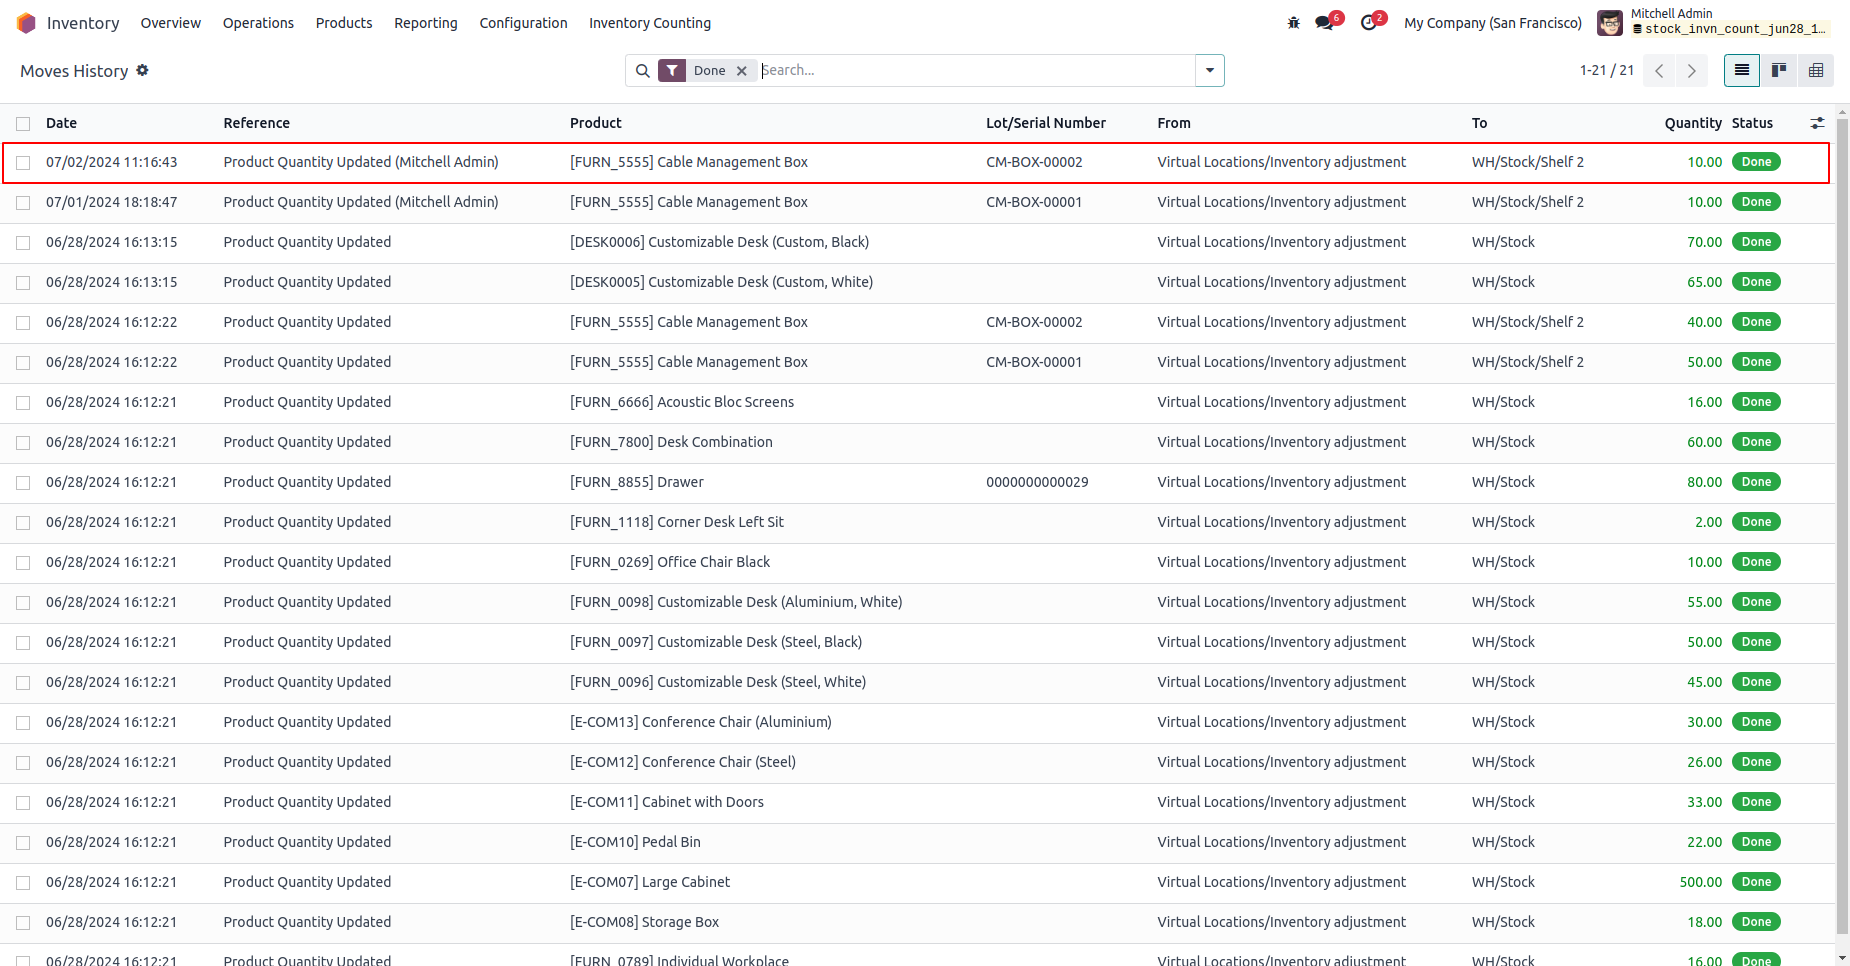 Inventory Overview Operations Products Reporting Configuration Inventory Counting 6 2 My Company (San Francisco) Mitchell Admin
stock_invn_count_jun28_1...
Moves History Done Search... 1-21 / 21
Date Reference Product Lot/Serial Number From To Quantity Status
07/02/2024 11:16:43 Product Quantity Updated (Mitchell Admin) [FURN_5555] Cable Management Box CM-BOX-00002 Virtual Locations/Inventory adjustment WH/Stock/Shelf 2 10.00 Done
07/01/2024 18:18:47 Product Quantity Updated (Mitchell Admin) [FURN_5555] Cable Management Box CM-BOX-00001 Virtual Locations/Inventory adjustment WH/Stock/Shelf 2 10.00 Done
06/28/2024 16:13:15 Product Quantity Updated [DESK0006] Customizable Desk (Custom, Black) Virtual Locations/Inventory adjustment WH/Stock 70.00 Done
06/28/2024 16:13:15 Product Quantity Updated [DESK0005] Customizable Desk (Custom, White) Virtual Locations/Inventory adjustment WH/Stock 65.00 Done
06/28/2024 16:12:22 Product Quantity Updated [FURN_5555] Cable Management Box CM-BOX-00002 Virtual Locations/Inventory adjustment WH/Stock/Shelf 2 40.00 Done
06/28/2024 16:12:22 Product Quantity Updated [FURN_5555] Cable Management Box CM-BOX-00001 Virtual Locations/Inventory adjustment WH/Stock/Shelf 2 50.00 Done
06/28/2024 16:12:21 Product Quantity Updated [FURN_6666] Acoustic Bloc Screens Virtual Locations/Inventory adjustment WH/Stock 16.00 Done
06/28/2024 16:12:21 Product Quantity Updated [FURN_7800] Desk Combination Virtual Locations/Inventory adjustment WH/Stock 60.00 Done
06/28/2024 16:12:21 Product Quantity Updated [FURN_8855] Drawer 0000000000029 Virtual Locations/Inventory adjustment WH/Stock 80.00 Done
06/28/2024 16:12:21 Product Quantity Updated [FURN_1118] Corner Desk Left Sit Virtual Locations/Inventory adjustment WH/Stock 2.00 Done
06/28/2024 16:12:21 Product Quantity Updated [FURN_0269] Office Chair Black Virtual Locations/Inventory adjustment WH/Stock 10.00 Done
06/28/2024 16:12:21 Product Quantity Updated [FURN_0098] Customizable Desk (Aluminium, White) Virtual Locations/Inventory adjustment WH/Stock 55.00 Done
06/28/2024 16:12:21 Product Quantity Updated [FURN_0097] Customizable Desk (Steel, Black) Virtual Locations/Inventory adjustment WH/Stock 50.00 Done
06/28/2024 16:12:21 Product Quantity Updated [FURN_0096] Customizable Desk (Steel, White) Virtual Locations/Inventory adjustment WH/Stock 45.00 Done
06/28/2024 16:12:21 Product Quantity Updated [E-COM13] Conference Chair (Aluminium) Virtual Locations/Inventory adjustment WH/Stock 30.00 Done
06/28/2024 16:12:21 Product Quantity Updated [E-COM12] Conference Chair (Steel) Virtual Locations/Inventory adjustment WH/Stock 26.00 Done
06/28/2024 16:12:21 Product Quantity Updated [E-COM11] Cabinet with Doors Virtual Locations/Inventory adjustment WH/Stock 33.00 Done
06/28/2024 16:12:21 Product Quantity Updated [E-COM10] Pedal Bin Virtual Locations/Inventory adjustment WH/Stock 22.00 Done
06/28/2024 16:12:21 Product Quantity Updated [E-COM07] Large Cabinet Virtual Locations/Inventory adjustment WH/Stock 500.00 Done
06/28/2024 16:12:21 Product Quantity Updated [E-COM08] Storage Box Virtual Locations/Inventory adjustment WH/Stock 18.00 Done
06/28/2024 16:12:21 Product Quantity Updated [FURN_0789] Individual Workplace Virtual Locations/Inventory adjustment WH/Stock 16.00 Done